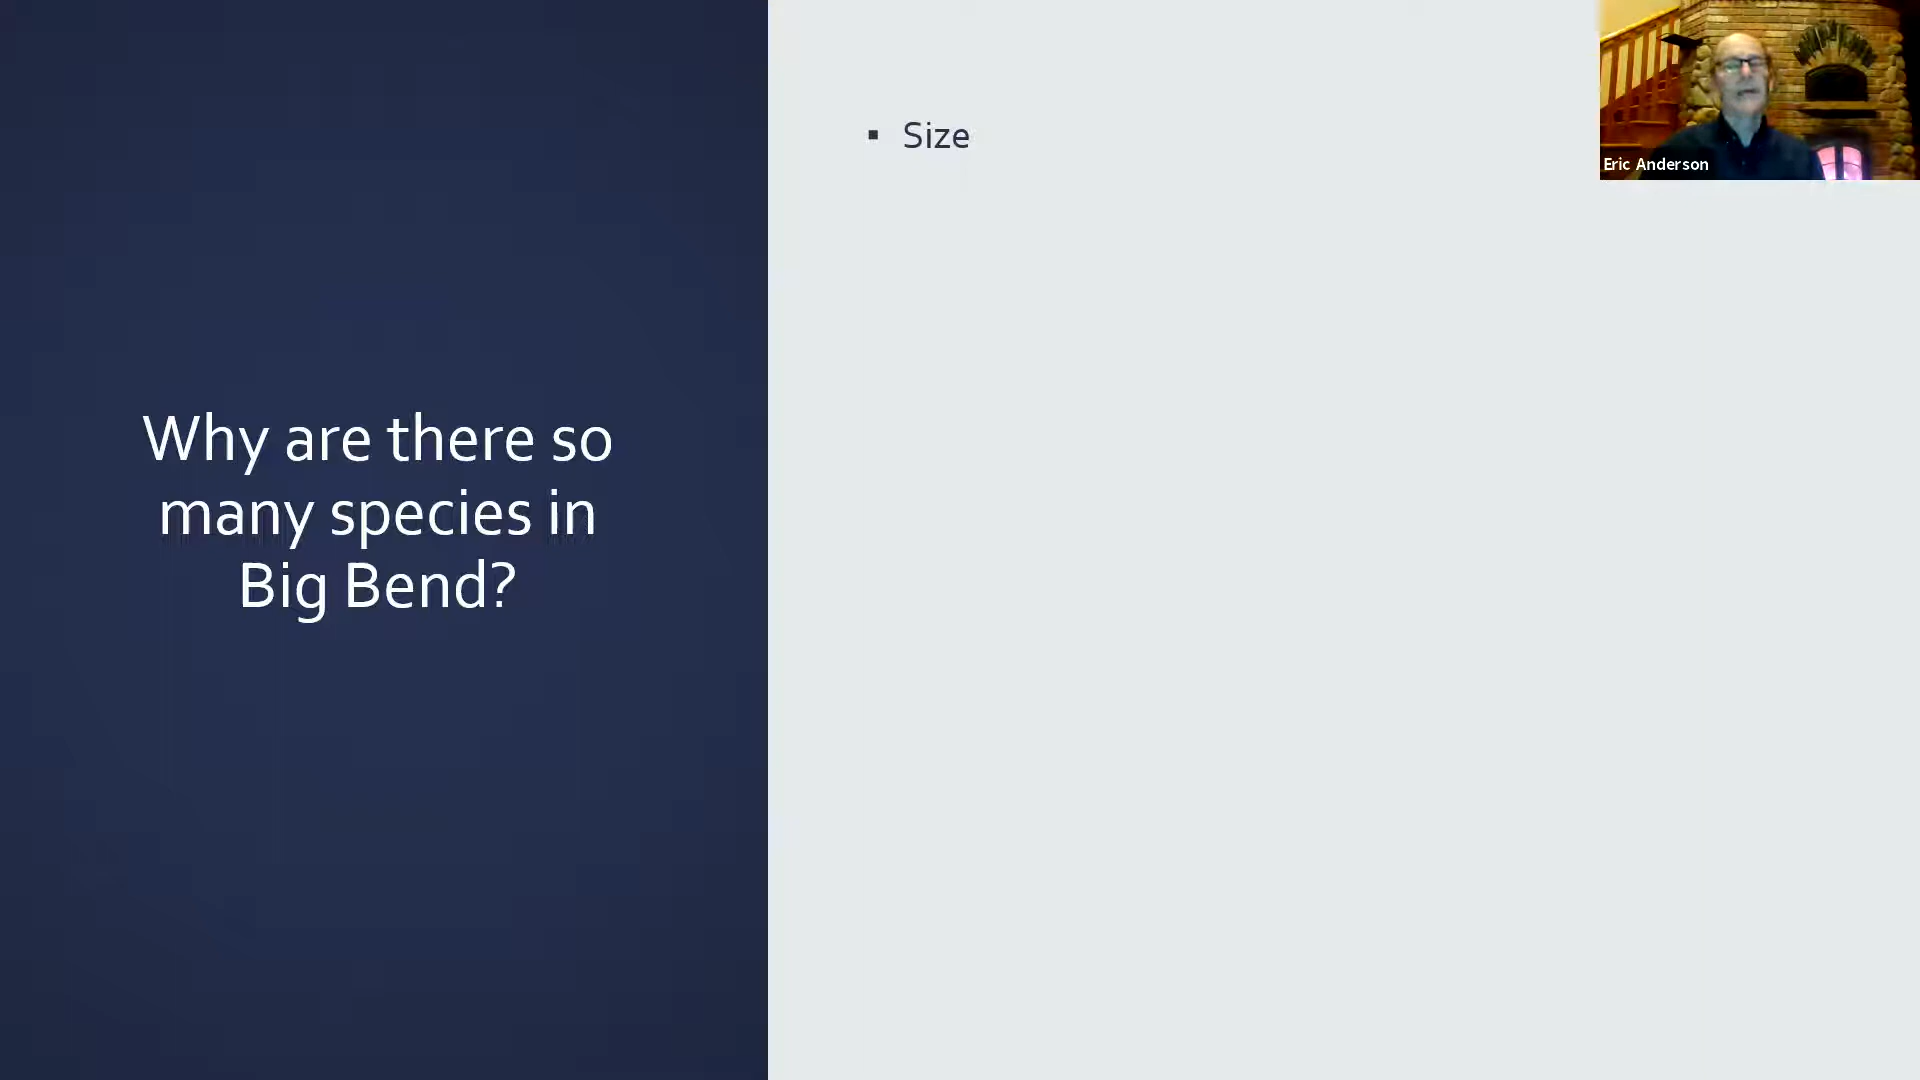 Why are there so
many species in
Big Bend?
▪ Size
Eric Anderson